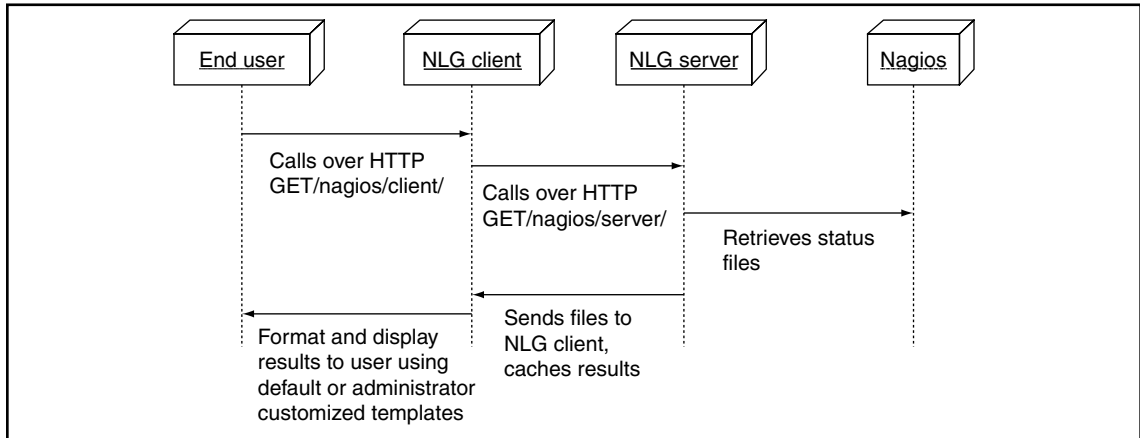 End user
NLG client
NLG server
Nagios
Calls over HTTP
GET/nagios/client/
Calls over HTTP
GET/nagios/server/
Retrieves status
files
Sends files to
NLG client,
caches results
Format and display
results to user using
default or administrator
customized templates